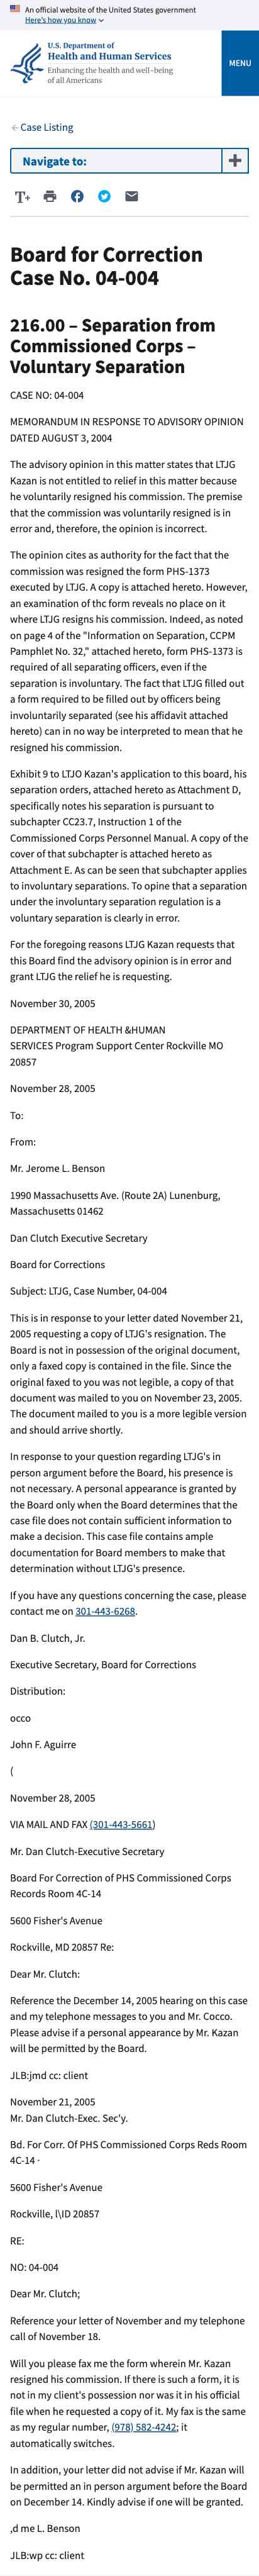 An official website of the United States government
Here's how you know
U.S. Department of
Health and Human Services
Enhancing the health and well-being
of all Americans
MENU
Case Listing
Navigate to:
T+
Board for Correction
Case No. 04-004
216.00 – Separation from
Commissioned Corps –
Voluntary Separation
CASE NO: 04-004
MEMORANDUM IN RESPONSE TO ADVISORY OPINION
DATED AUGUST 3, 2004
The advisory opinion in this matter states that LTJG
Kazan is not entitled to relief in this matter because
he voluntarily resigned his commission. The premise
that the commission was voluntarily resigned is in
error and, therefore, the opinion is incorrect.
The opinion cites as authority for the fact that the
commission was resigned the form PHS-1373
executed by LTJG. A copy is attached hereto. However,
an examination of the form reveals no place on it
where LTJG resigns his commission. Indeed, as noted
on page 4 of the "Information on Separation, CCPM
Pamphlet No. 32," attached hereto, form PHS-1373 is
required of all separating officers, even if the
separation is involuntary. The fact that LTJG filled out
a form required to be filled out by officers being
involuntarily separated (see his affidavit attached
hereto) can in no way be interpreted to mean that he
resigned his commission.
Exhibit 9 to LTJO Kazan's application to this board, his
separation orders, attached hereto as Attachment D,
specifically notes his separation is pursuant to
subchapter CC23.7, Instruction 1 of the
Commissioned Corps Personnel Manual. A copy of the
cover of that subchapter is attached hereto as
Attachment E. As can be seen that subchapter applies
to involuntary separations. To opine that a separation
under the involuntary separation regulation is a
voluntary separation is clearly in error.
For the foregoing reasons LTJG Kazan requests that
this Board find the advisory opinion is in error and
grant LTJG the relief he is requesting.
November 30, 2005
DEPARTMENT OF HEALTH &HUMAN
SERVICES Program Support Center Rockville MO
20857
November 28, 2005
To:
From:
Mr. Jerome L. Benson
1990 Massachusetts Ave. (Route 2A) Lunenburg,
Massachusetts 01462
Dan Clutch Executive Secretary
Board for Corrections
Subject: LTJG, Case Number, 04-004
This is in response to your letter dated November 21,
2005 requesting a copy of LTJG's resignation. The
Board is not in possession of the original document,
only a faxed copy is contained in the file. Since the
original faxed to you was not legible, a copy of that
document was mailed to you on November 23, 2005.
The document mailed to you is a more legible version
and should arrive shortly.
In response to your question regarding LTJG's in
person argument before the Board, his presence is
not necessary. A personal appearance is granted by
the Board only when the Board determines that the
case file does not contain sufficient information to
make a decision. This case file contains ample
documentation for Board members to make that
determination without LTJG's presence.
If you have any questions concerning the case, please
contact me on 301-443-6268.
Dan B. Clutch, Jr.
Executive Secretary, Board for Corrections
Distribution:
occo
John F. Aguirre
(
November 28, 2005
VIA MAIL AND FAX (301-443-5661)
Mr. Dan Clutch-Executive Secretary
Board For Correction of PHS Commissioned Corps
Records Room 4C-14
5600 Fisher's Avenue
Rockville, MD 20857 Re:
Dear Mr. Clutch:
Reference the December 14, 2005 hearing on this case
and my telephone messages to you and Mr. Cocco.
Please advise if a personal appearance by Mr. Kazan
will be permitted by the Board.
JLB:jmd cc: client
November 21, 2005
Mr. Dan Clutch-Exec. Sec'y.
Bd. For Corr. Of PHS Commissioned Corps Reds Room
4C-14 ·
5600 Fisher's Avenue
Rockville, l\ID 20857
RE:
NO: 04-004
Dear Mr. Clutch;
Reference your letter of November and my telephone
call of November 18.
Will you please fax me the form wherein Mr. Kazan
resigned his commission. If there is such a form, it is
not in my client's possession nor was it in his official
file when he requested a copy of it. My fax is the same
as my regular number, (978) 582-4242; it
automatically switches.
In addition, your letter did not advise if Mr. Kazan will
be permitted an in person argument before the Board
on December 14. Kindly advise if one will be granted.
,d me L. Benson
JLB:wp cc: client